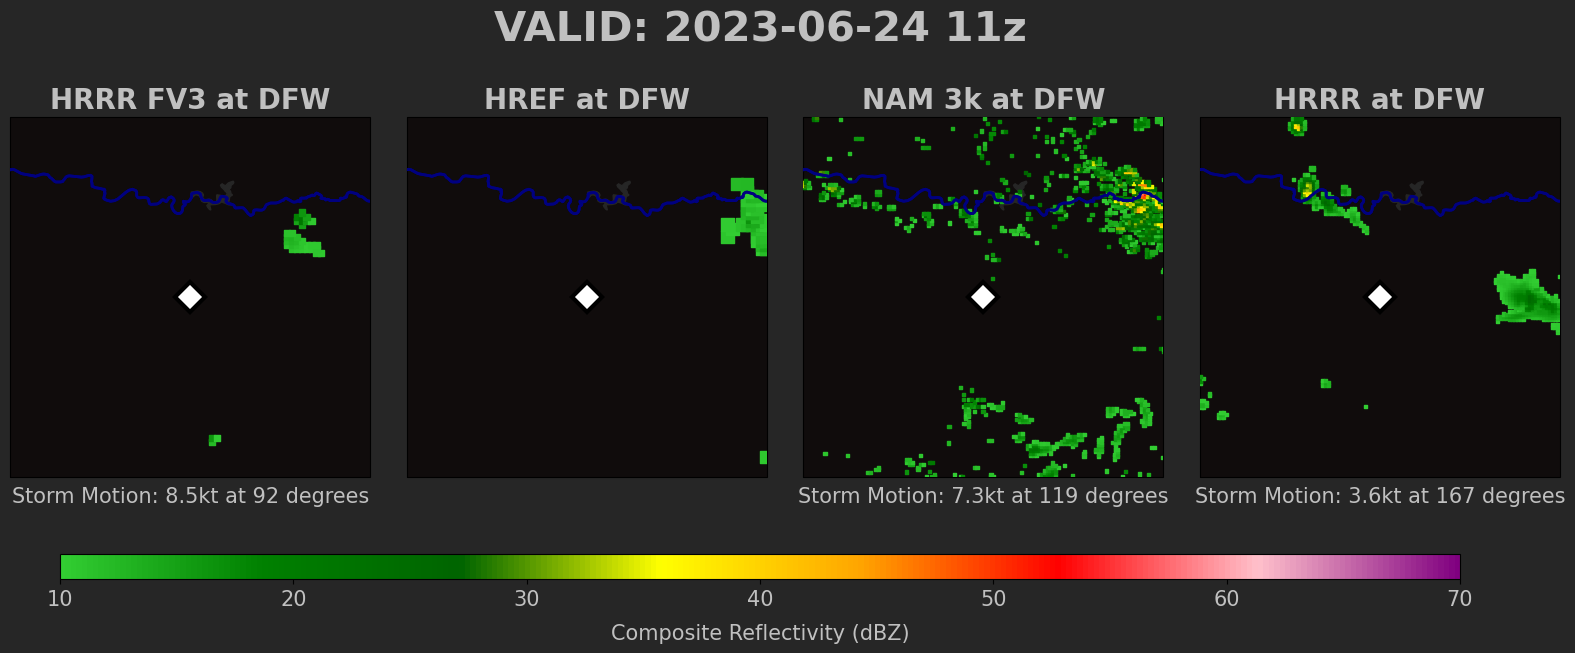 VALID: 2023-06-24 11z
HRRR FV3 at DFW
HREF at DFW
NAM 3k at DFW
HRRR at DFW
Storm Motion: 8.5kt at 92 degrees
Storm Motion: 7.3kt at 119 degrees
Storm Motion: 3.6kt at 167 degrees
10 20 30 40 50 60 70
Composite Reflectivity (dBZ)